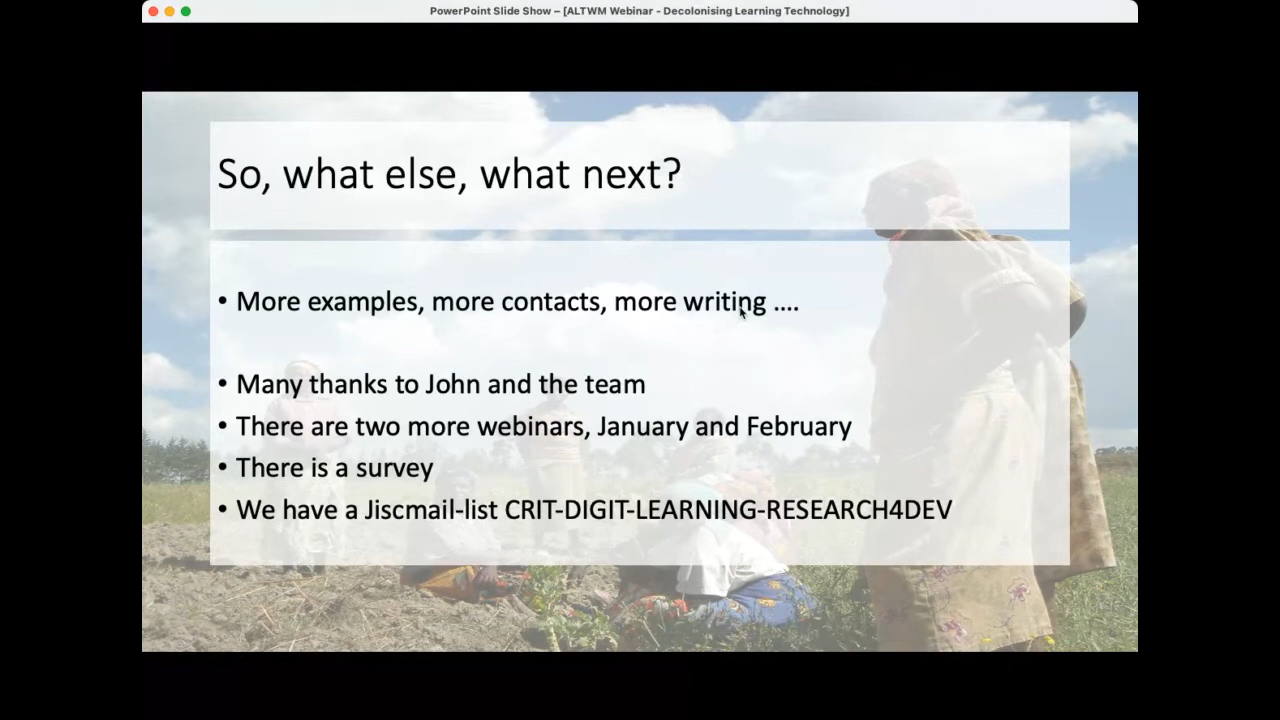 PowerPoint Slide Show – [ALTWM Webinar - Decolonising Learning Technology]
So, what else, what next?
• More examples, more contacts, more writing ....
• Many thanks to John and the team
• There are two more webinars, January and February
• There is a survey
• We have a Jiscmail-list CRIT-DIGIT-LEARNING-RESEARCH4DEV